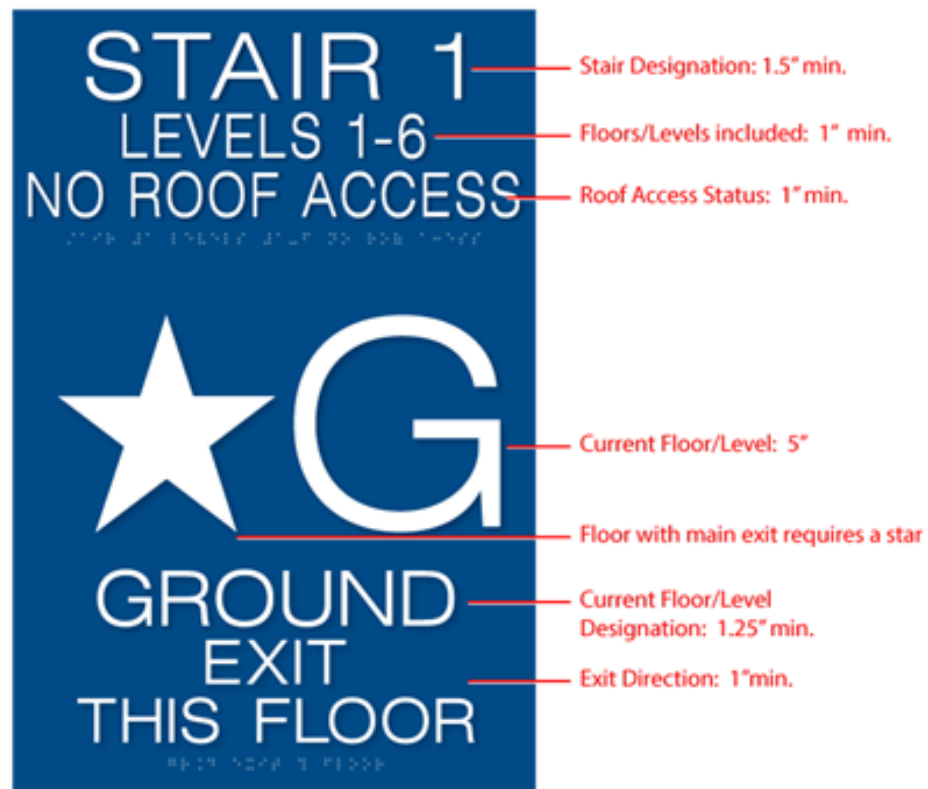 STAIR 1
LEVELS 1-6
NO ROOF ACCESS
G
GROUND
EXIT
THIS FLOOR
Stair Designation: 1.5" min.
Floors/Levels included: 1" min.
Roof Access Status: 1" min.
Current Floor/Level: 5"
Floor with main exit requires a star
Current Floor/Level
Designation: 1.25" min.
Exit Direction: 1"min.